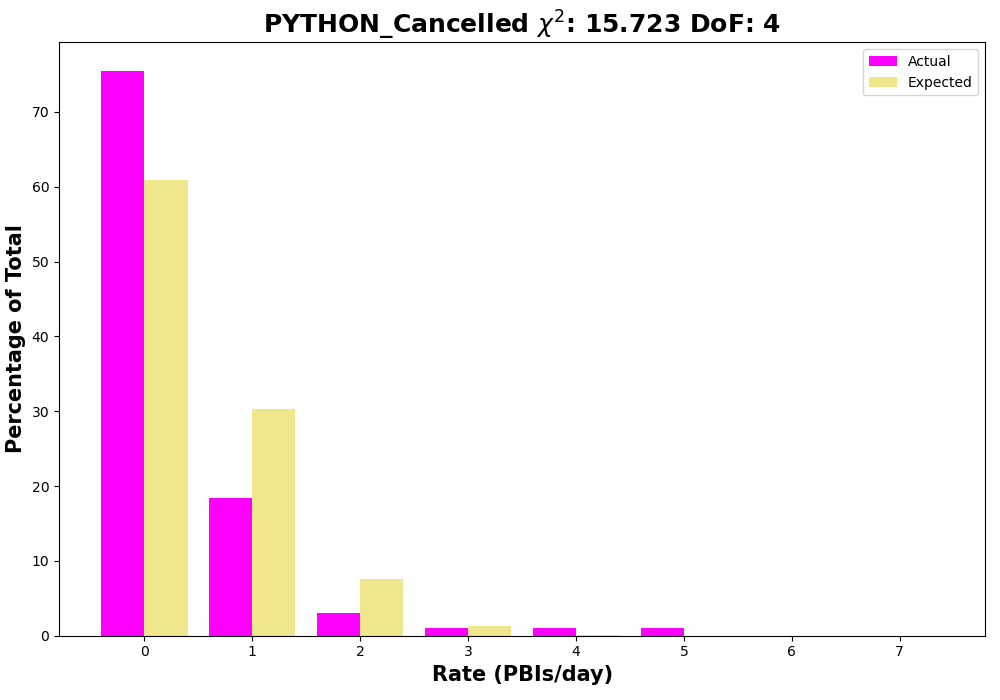 PYTHON_Cancelled χ²: 15.723 DoF: 4
Actual
Expected
Percentage of Total
70
60
50
40
30
20
10
0
0 1 2 3 4 5 6 7
Rate (PBIs/day)